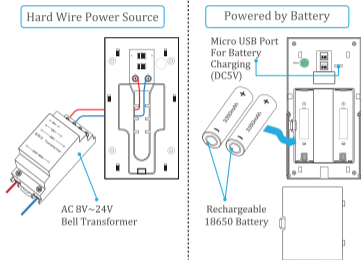 Hard Wire Power Source
AC 8V~24V
Bell Transformer
Powered by Battery
Micro USB Port
For Battery
Charging
(DC5V)
Rechargeable
18650 Battery